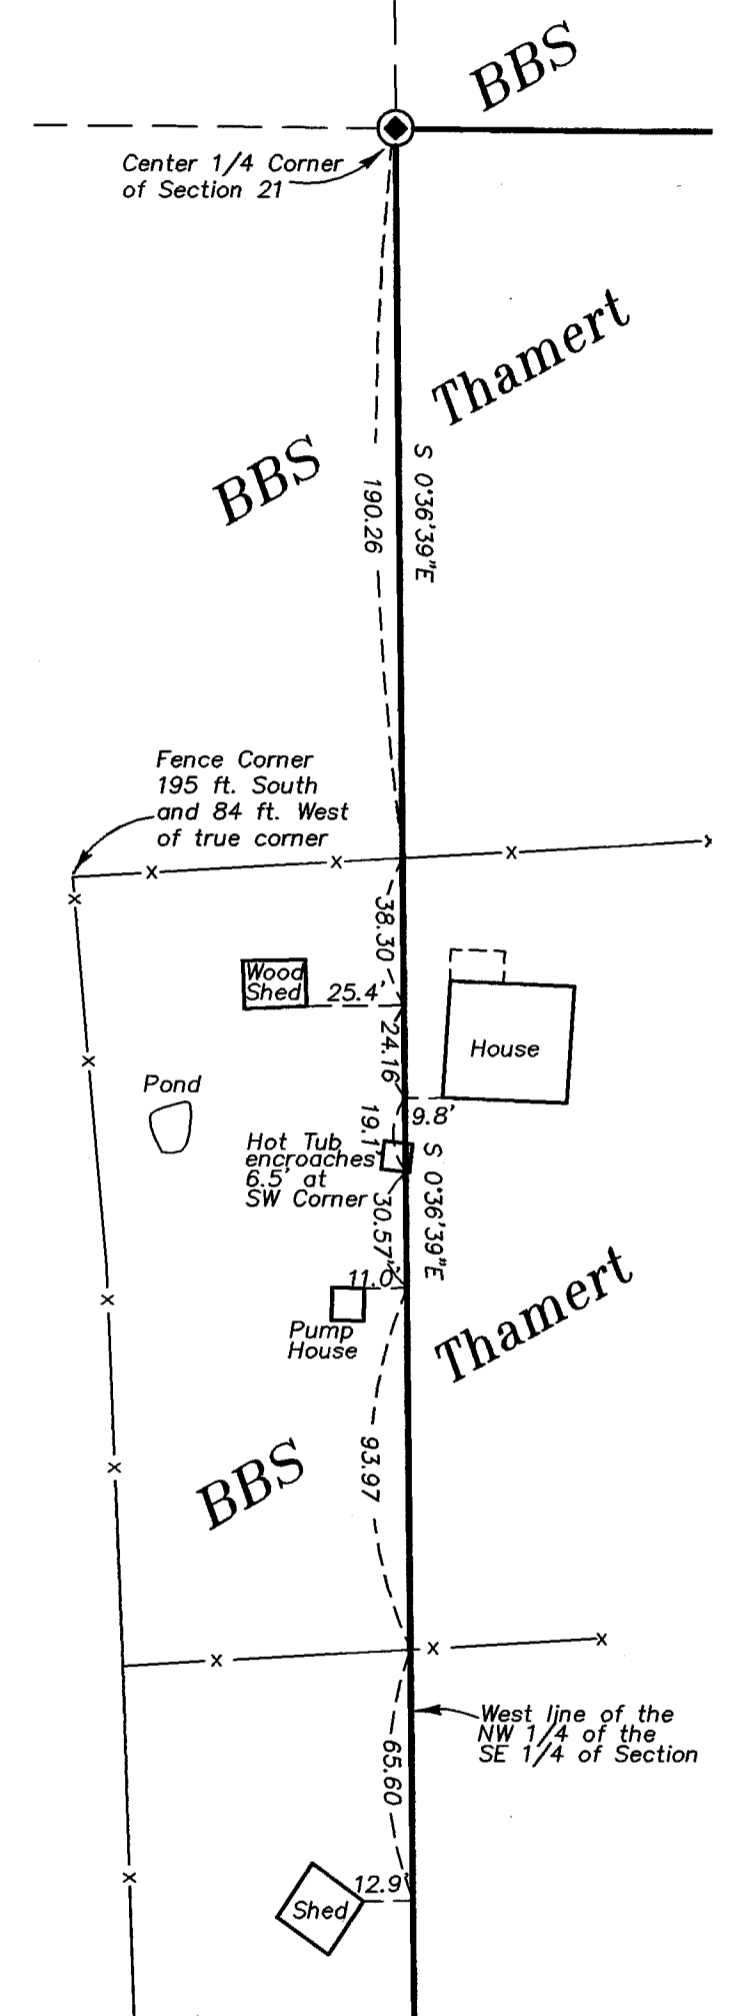 BBS
Center 1/4 Corner
of Section 21
Thamert
BBS
S 0°36'39"E
190.26
Fence Corner
195 ft. South
and 84 ft. West
of true corner
x x x x
x
38.30
Wood
Shed
25.4'
24.16
House
x
Pond
9.8'
19.1'
Hot Tub
encroaches
6.5' at
SW Corner
S 0°36'39"E
30.57
11.0'
x
Pump
House
Thamert
93.97
BBS
x
x x x
West line of the
NW 1/4 of the
SE 1/4 of Section
65.60
x
12.9'
Shed